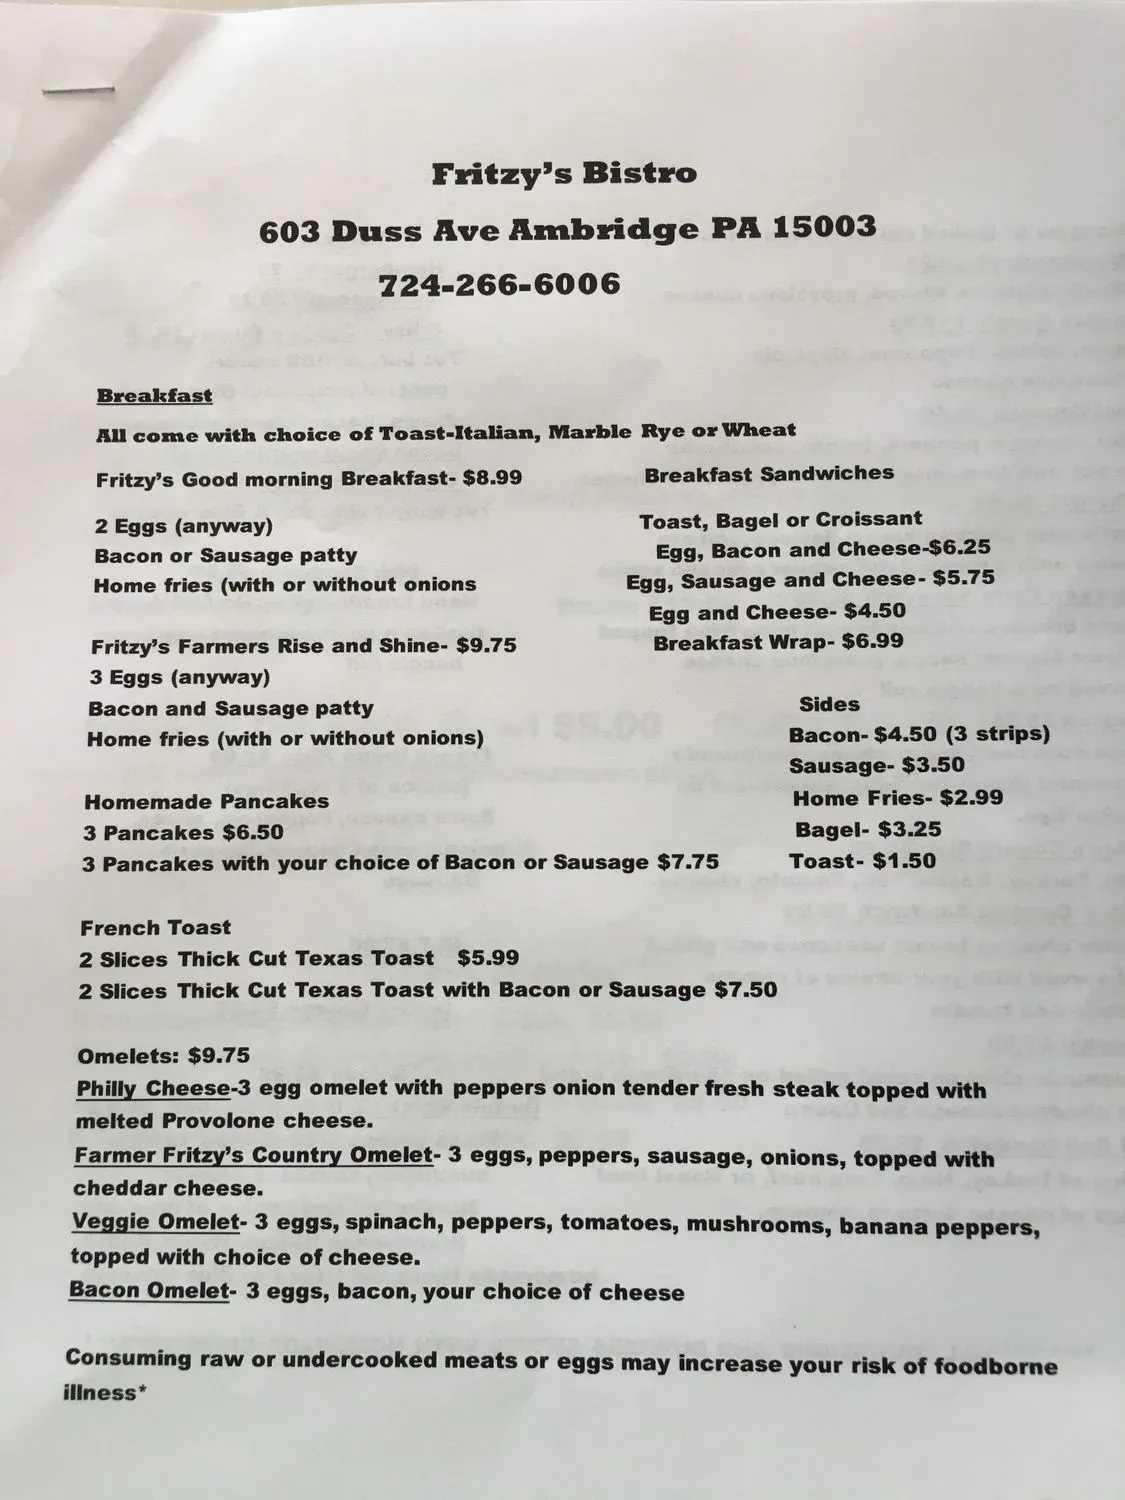 Fritzy's Bistro
603 Duss Ave Ambridge PA 15003
724-266-6006
Breakfast
All come with choice of Toast-Italian, Marble Rye or Wheat
Fritzy's Good morning Breakfast- $8.99
2 Eggs (anyway)
Bacon or Sausage patty
Home fries (with or without onions
Fritzy's Farmers Rise and Shine- $9.75
3 Eggs (anyway)
Bacon and Sausage patty
Home fries (with or without onions)
Homemade Pancakes
3 Pancakes $6.50
3 Pancakes with your choice of Bacon or Sausage $7.75
Breakfast Sandwiches
Toast, Bagel or Croissant
Egg, Bacon and Cheese-$6.25
Egg, Sausage and Cheese- $5.75
Egg and Cheese- $4.50
Breakfast Wrap- $6.99
Sides
Bacon- $4.50 (3 strips)
Sausage- $3.50
Home Fries- $2.99
Bagel- $3.25
Toast- $1.50
French Toast
2 Slices Thick Cut Texas Toast $5.99
2 Slices Thick Cut Texas Toast with Bacon or Sausage $7.50
Omelets: $9.75
Philly Cheese-3 egg omelet with peppers onion tender fresh steak topped with
melted Provolone cheese.
Farmer Fritzy's Country Omelet- 3 eggs, peppers, sausage, onions, topped with
cheddar cheese.
Veggie Omelet- 3 eggs, spinach, peppers, tomatoes, mushrooms, banana peppers,
topped with choice of cheese.
Bacon Omelet- 3 eggs, bacon, your choice of cheese
Consuming raw or undercooked meats or eggs may increase your risk of foodborne
illness*